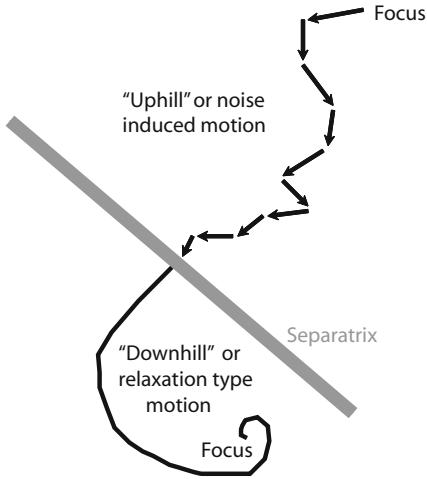 Focus
“Uphill” or noise
induced motion
Separatrix
“Downhill” or
relaxation type
motion
Focus